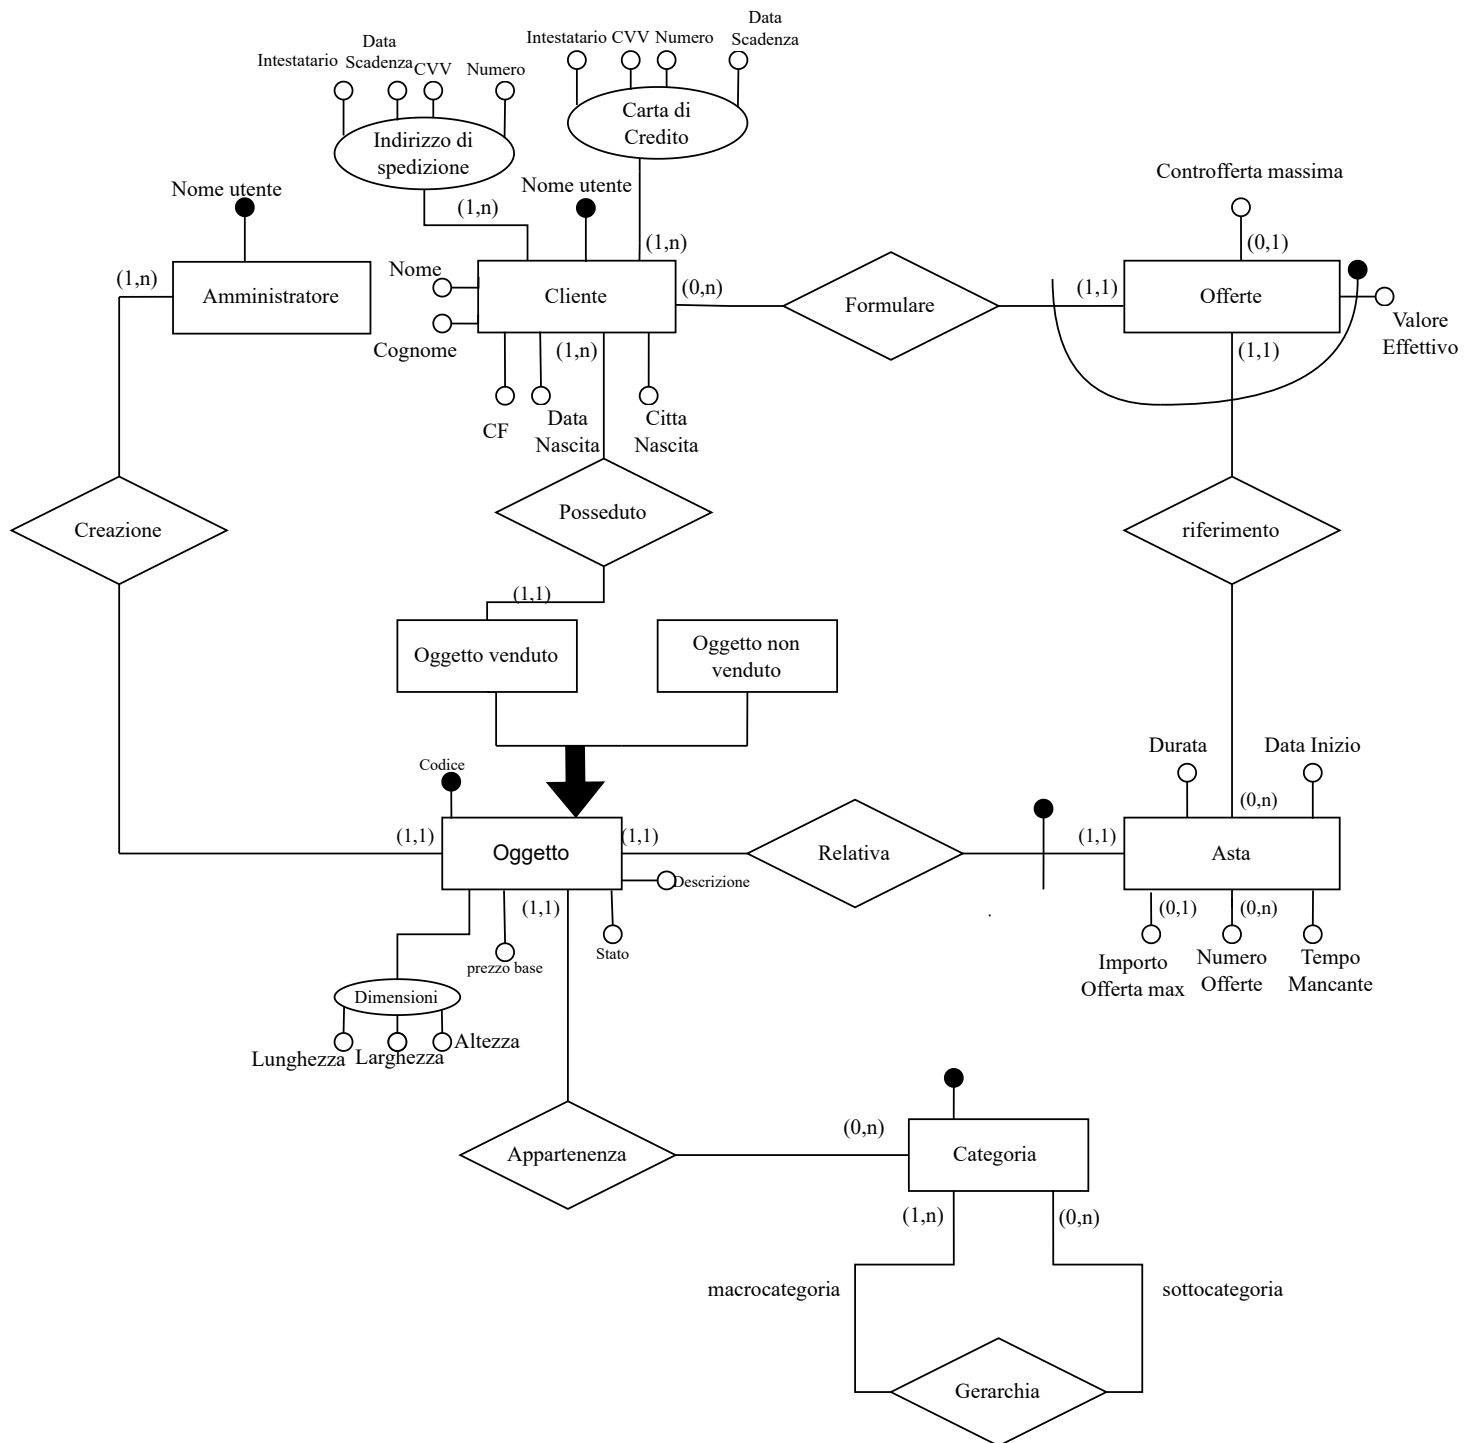 Data
Scadenza
Intestatario CVV Numero
Data
Scadenza
Intestatario
CVV
Numero
Carta di
Credito
Indirizzo di
spedizione
Controfferta massima
Nome utente
Nome utente
(1,n)
(1,n)
(0,1)
(1,n)
Nome
(0,n)
(1,1)
Amministratore
Cliente
Formulare
Offerte
Valore
Effettivo
Cognome
(1,n)
(1,1)
CF
Data
Nascita
Citta
Nascita
Creazione
Posseduto
riferimento
(1,1)
Oggetto venduto
Oggetto non
venduto
Durata
Data Inizio
Codice
(0,n)
(1,1)
(1,1)
(1,1)
Oggetto
Relativa
Asta
Descrizione
(1,1)
(0,1)
(0,n)
Stato
prezzo base
Importo
Offerta max
Numero
Offerte
Tempo
Mancante
Dimensioni
Lunghezza
Larghezza
Altezza
(0,n)
Appartenenza
Categoria
(1,n)
(0,n)
macrocategoria
sottocategoria
Gerarchia